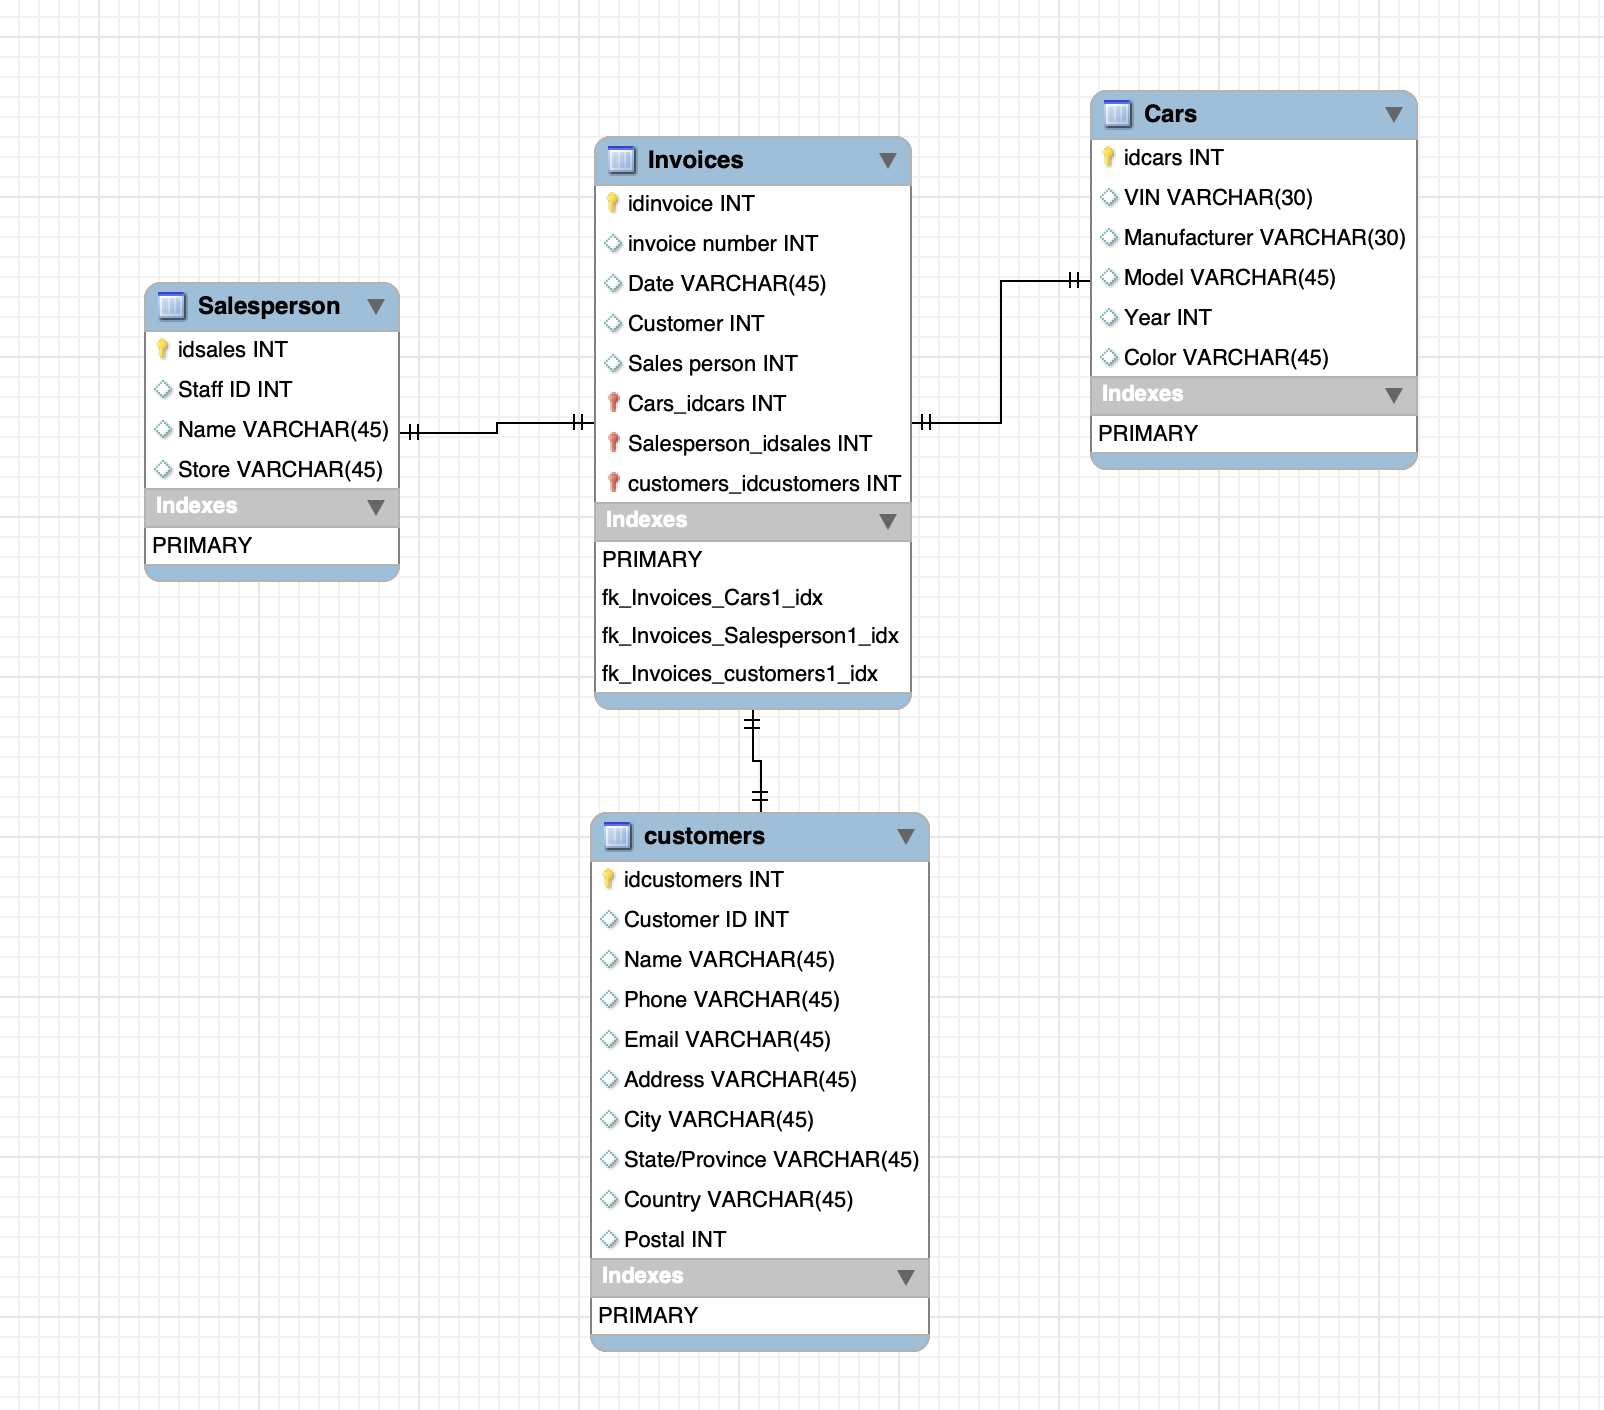 Salesperson
idsales INT
Staff ID INT
Name VARCHAR(45)
Store VARCHAR(45)
Indexes
PRIMARY
Invoices
idinvoice INT
invoice number INT
Date VARCHAR(45)
Customer INT
Sales person INT
Cars_idcars INT
Salesperson_idsales INT
customers_idcustomers INT
Indexes
PRIMARY
fk_Invoices_Cars1_idx
fk_Invoices_Salesperson1_idx
fk_Invoices_customers1_idx
Cars
idcars INT
VIN VARCHAR(30)
Manufacturer VARCHAR(30)
Model VARCHAR(45)
Year INT
Color VARCHAR(45)
Indexes
PRIMARY
customers
idcustomers INT
Customer ID INT
Name VARCHAR(45)
Phone VARCHAR(45)
Email VARCHAR(45)
Address VARCHAR(45)
City VARCHAR(45)
State/Province VARCHAR(45)
Country VARCHAR(45)
Postal INT
Indexes
PRIMARY